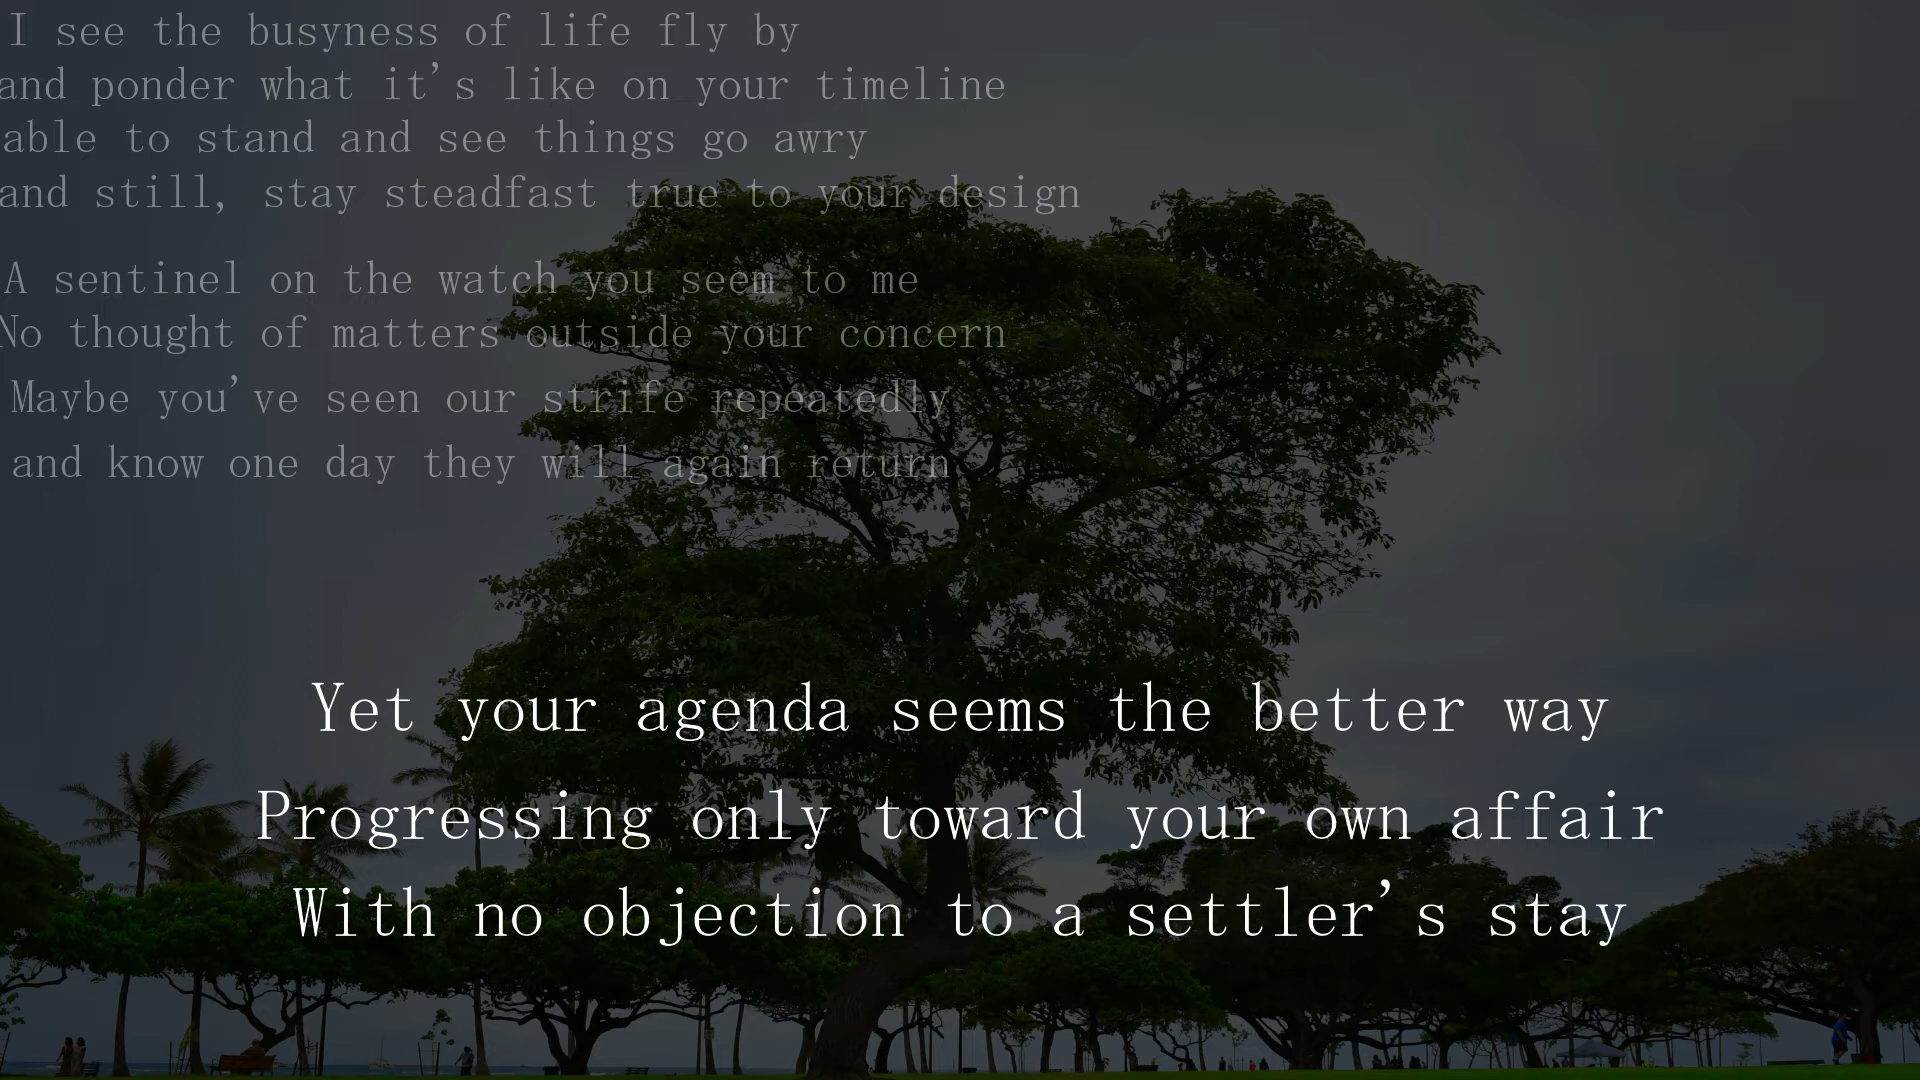 I see the busyness of life fly by
and ponder what it's like on your timeline
able to stand and see things go awry
and still, stay steadfast true to your design
A sentinel on the watch you seem to me
No thought of matters outside your concern
Maybe you've seen our strife repeatedly
and know one day they will again return
Yet your agenda seems the better way
Progressing only toward your own affair
With no objection to a settler's stay